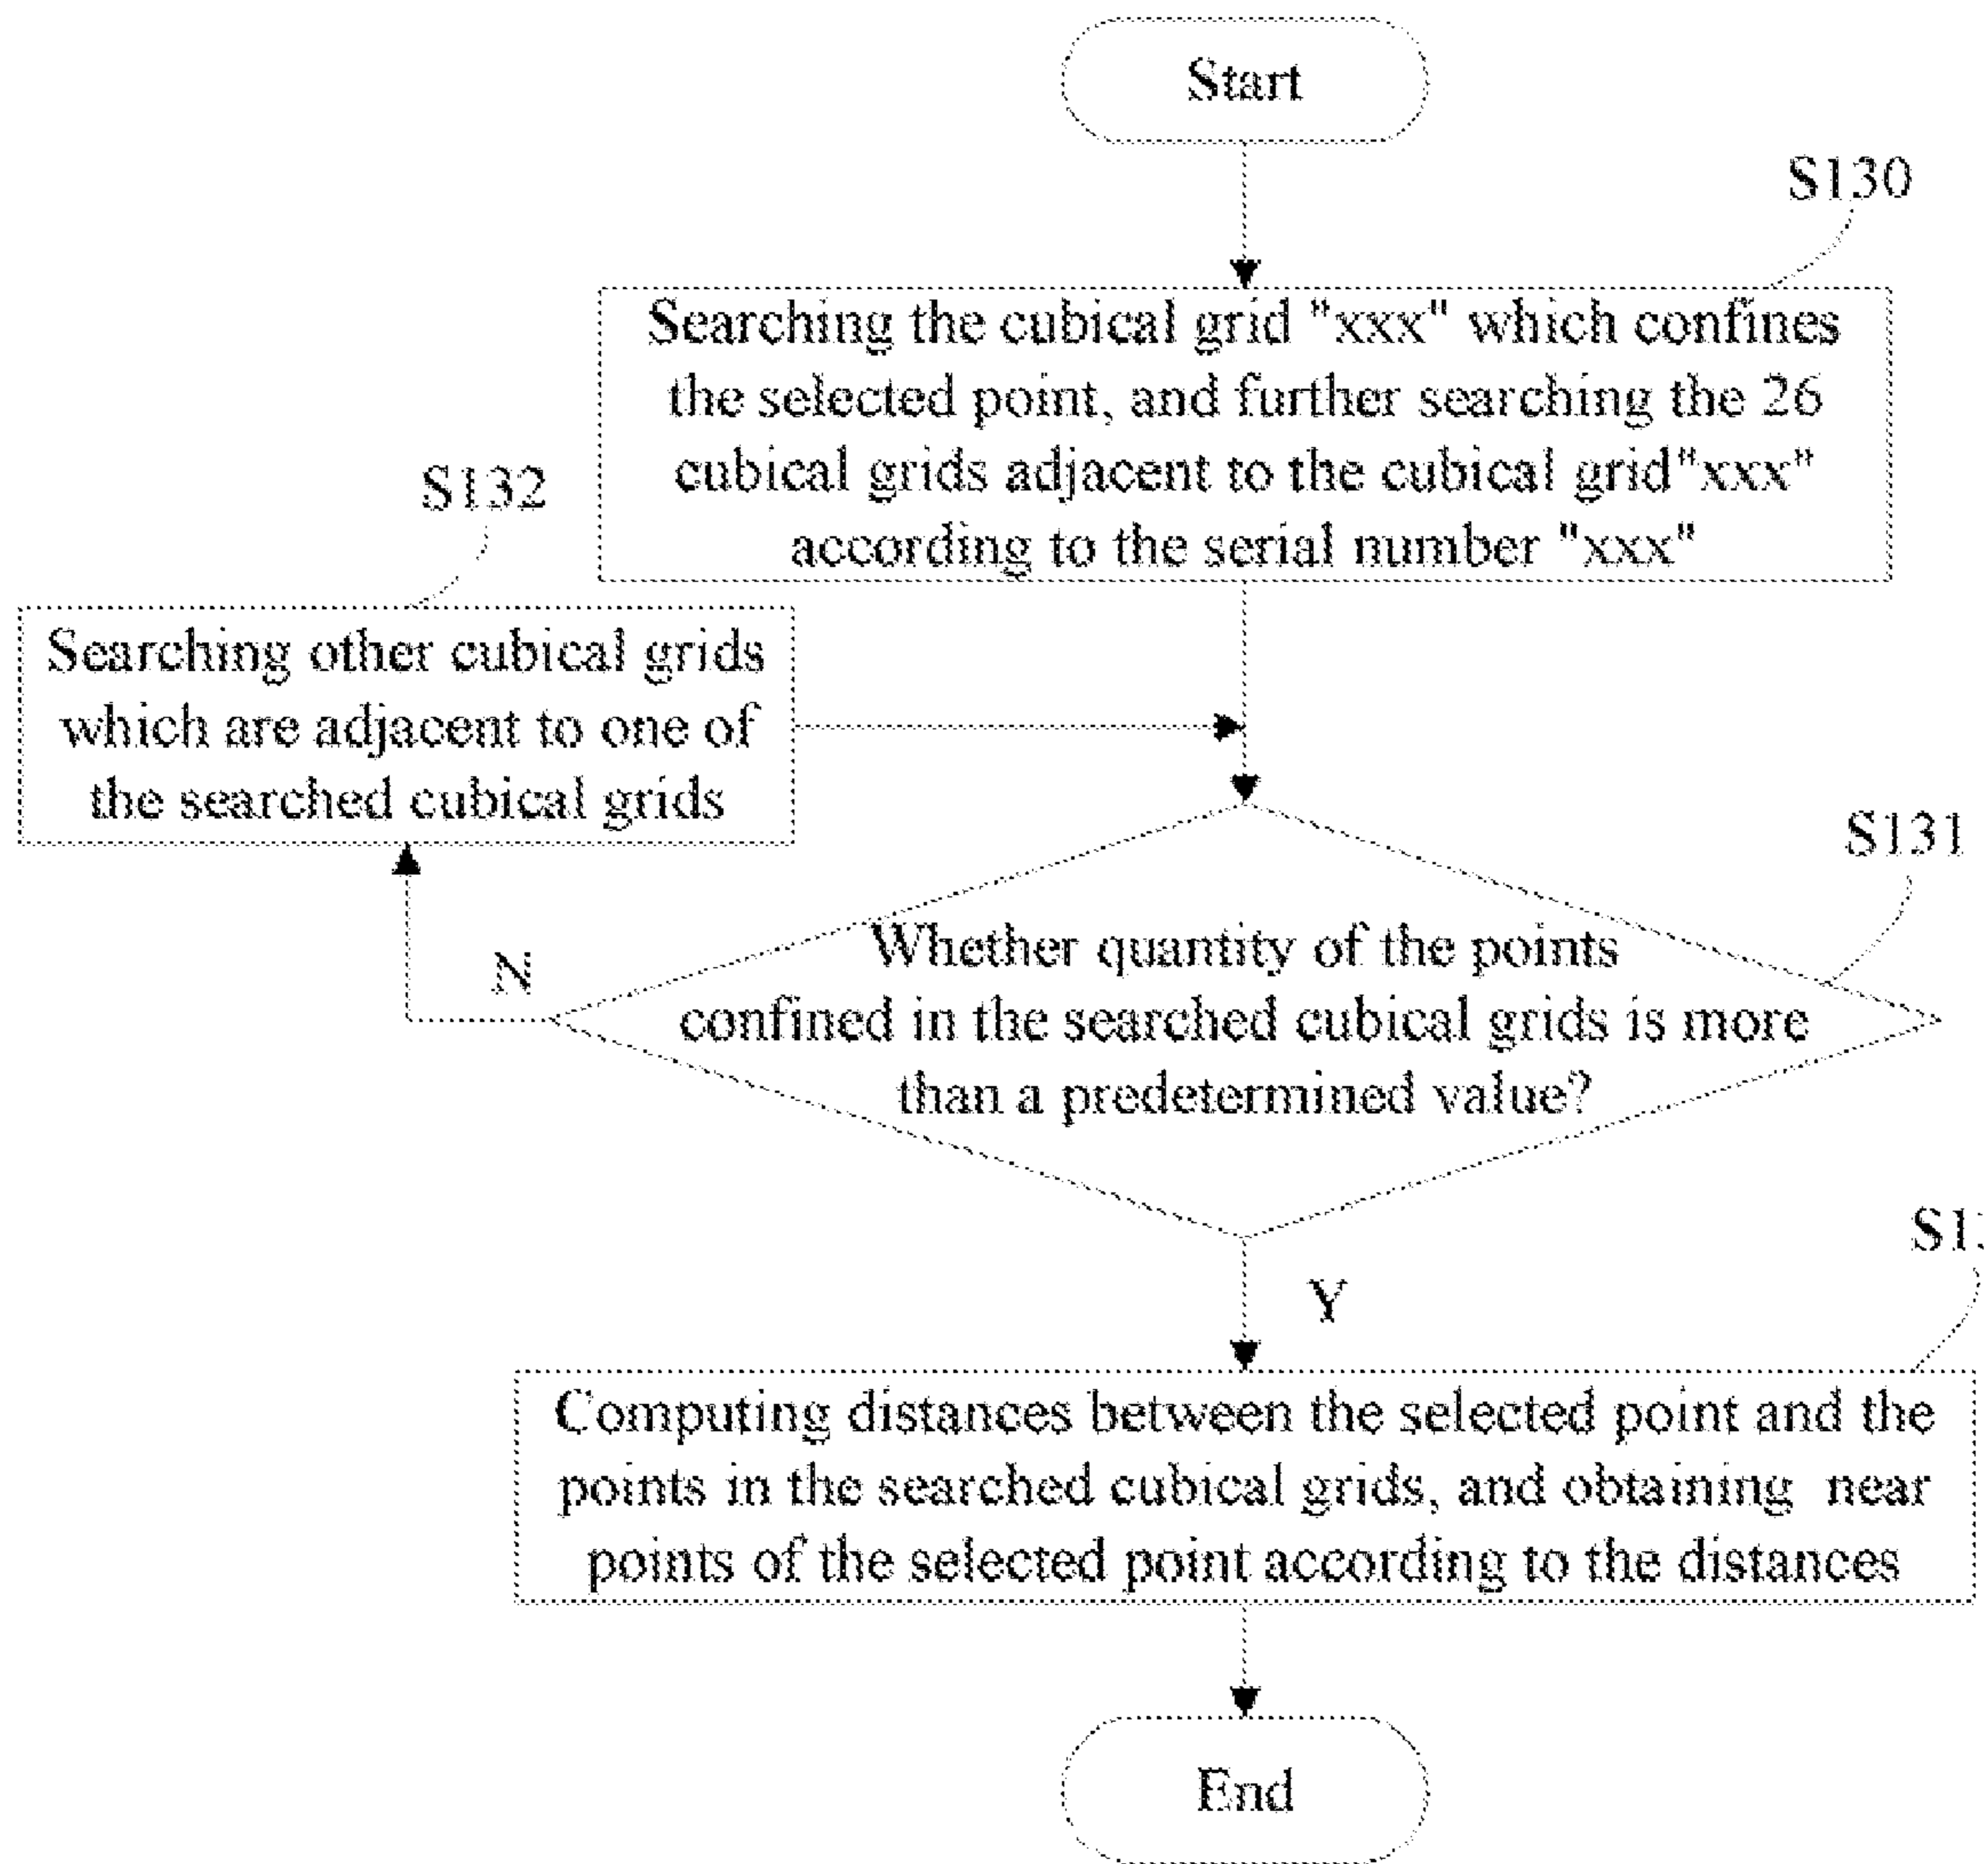 Start
S130
Searching the cubical grid "xxx" which confines
the selected point, and further searching the 26
cubical grids adjacent to the cubical grid"xxx"
according to the serial number "xxx"
S132
Searching other cubical grids
which are adjacent to one of
the searched cubical grids
S131
Whether quantity of the points
confined in the searched cubical grids is more
than a predetermined value?
N
Y
Computing distances between the selected point and the
points in the searched cubical grids, and obtaining near
points of the selected point according to the distances
End